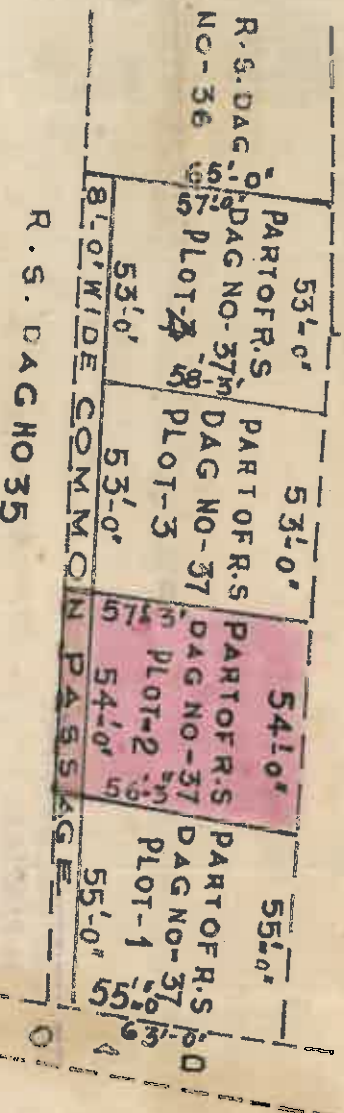 R.S. DAG
NO-36
5'-0"
57'-0"
53'-0"
PART OF R.S
DAG NO-37
PLOT-4
53'-0'
58'-3"
53'-0"
PART OF R.S
DAG NO-37
PLOT-3
53'-0"
54'-0"
PART OF R.S
DAG NO-37
PLOT-2
57'-3'
54'-0"
56'-3"
55'-0"
PART OF R.S
DAG NO-37
PLOT-1
55'-0"
55'-0"
63'-0"
8'-0" WIDE COMMON PASSAGE
R.S. DAG NO 35